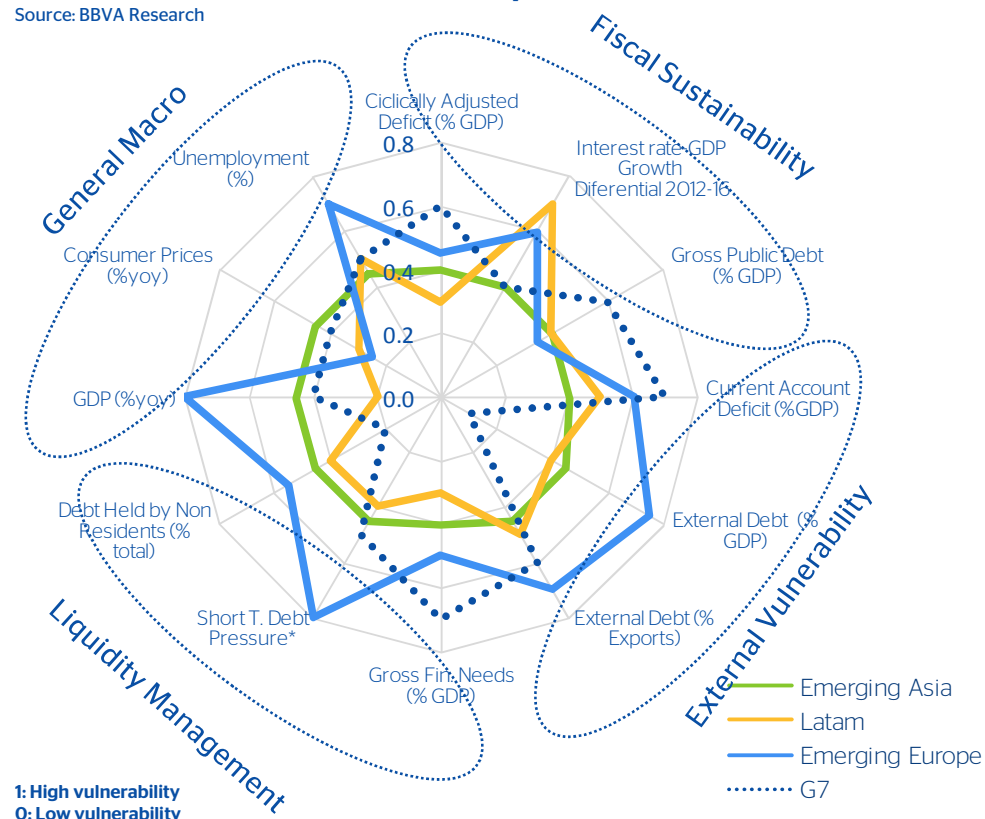 Source: BBVA Research
Fiscal Sustainability
General Macro
Ciclically Adjusted
Deficit (% GDP)
0.8
Interest rate-GDP
Growth
Diferential 2012-16
Unemployment
(%)
0.6
Consumer Prices
(%yoy)
0.4
Gross Public Debt
(% GDP)
0.2
GDP (%yoy)
0.0
Current Account
Deficit (%GDP)
Debt Held by Non
Residents (%
total)
External Debt (%
GDP)
External Vulnerability
Liquidity Management
Short T. Debt
Pressure*
External Debt (%
Exports)
Gross Fin. Needs
(% GDP)
Emerging Asia
Latam
Emerging Europe
G7
1: High vulnerability
0: Low vulnerability